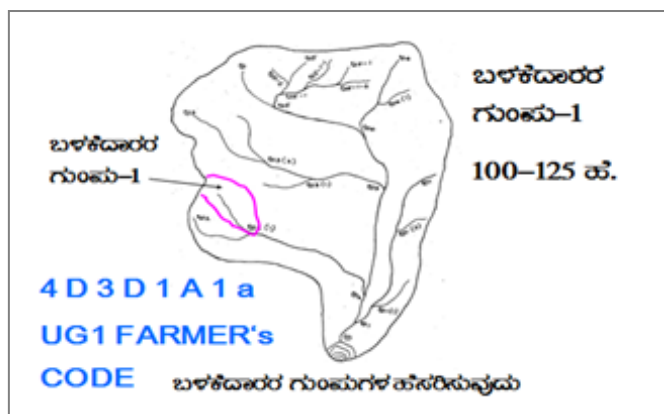 ಬಳಕೆದಾರರ
ಗುಂಪು–1
100–125 ಹೆ.
ಬಳಕೆದಾರರ
ಗುಂಪು–1
4 D 3 D 1 A 1 a
UG1 FARMER's
CODE
ಬಳಕೆದಾರರ ಗುಂಪುಗಳ ಹೆಸರಿಸುವುದು